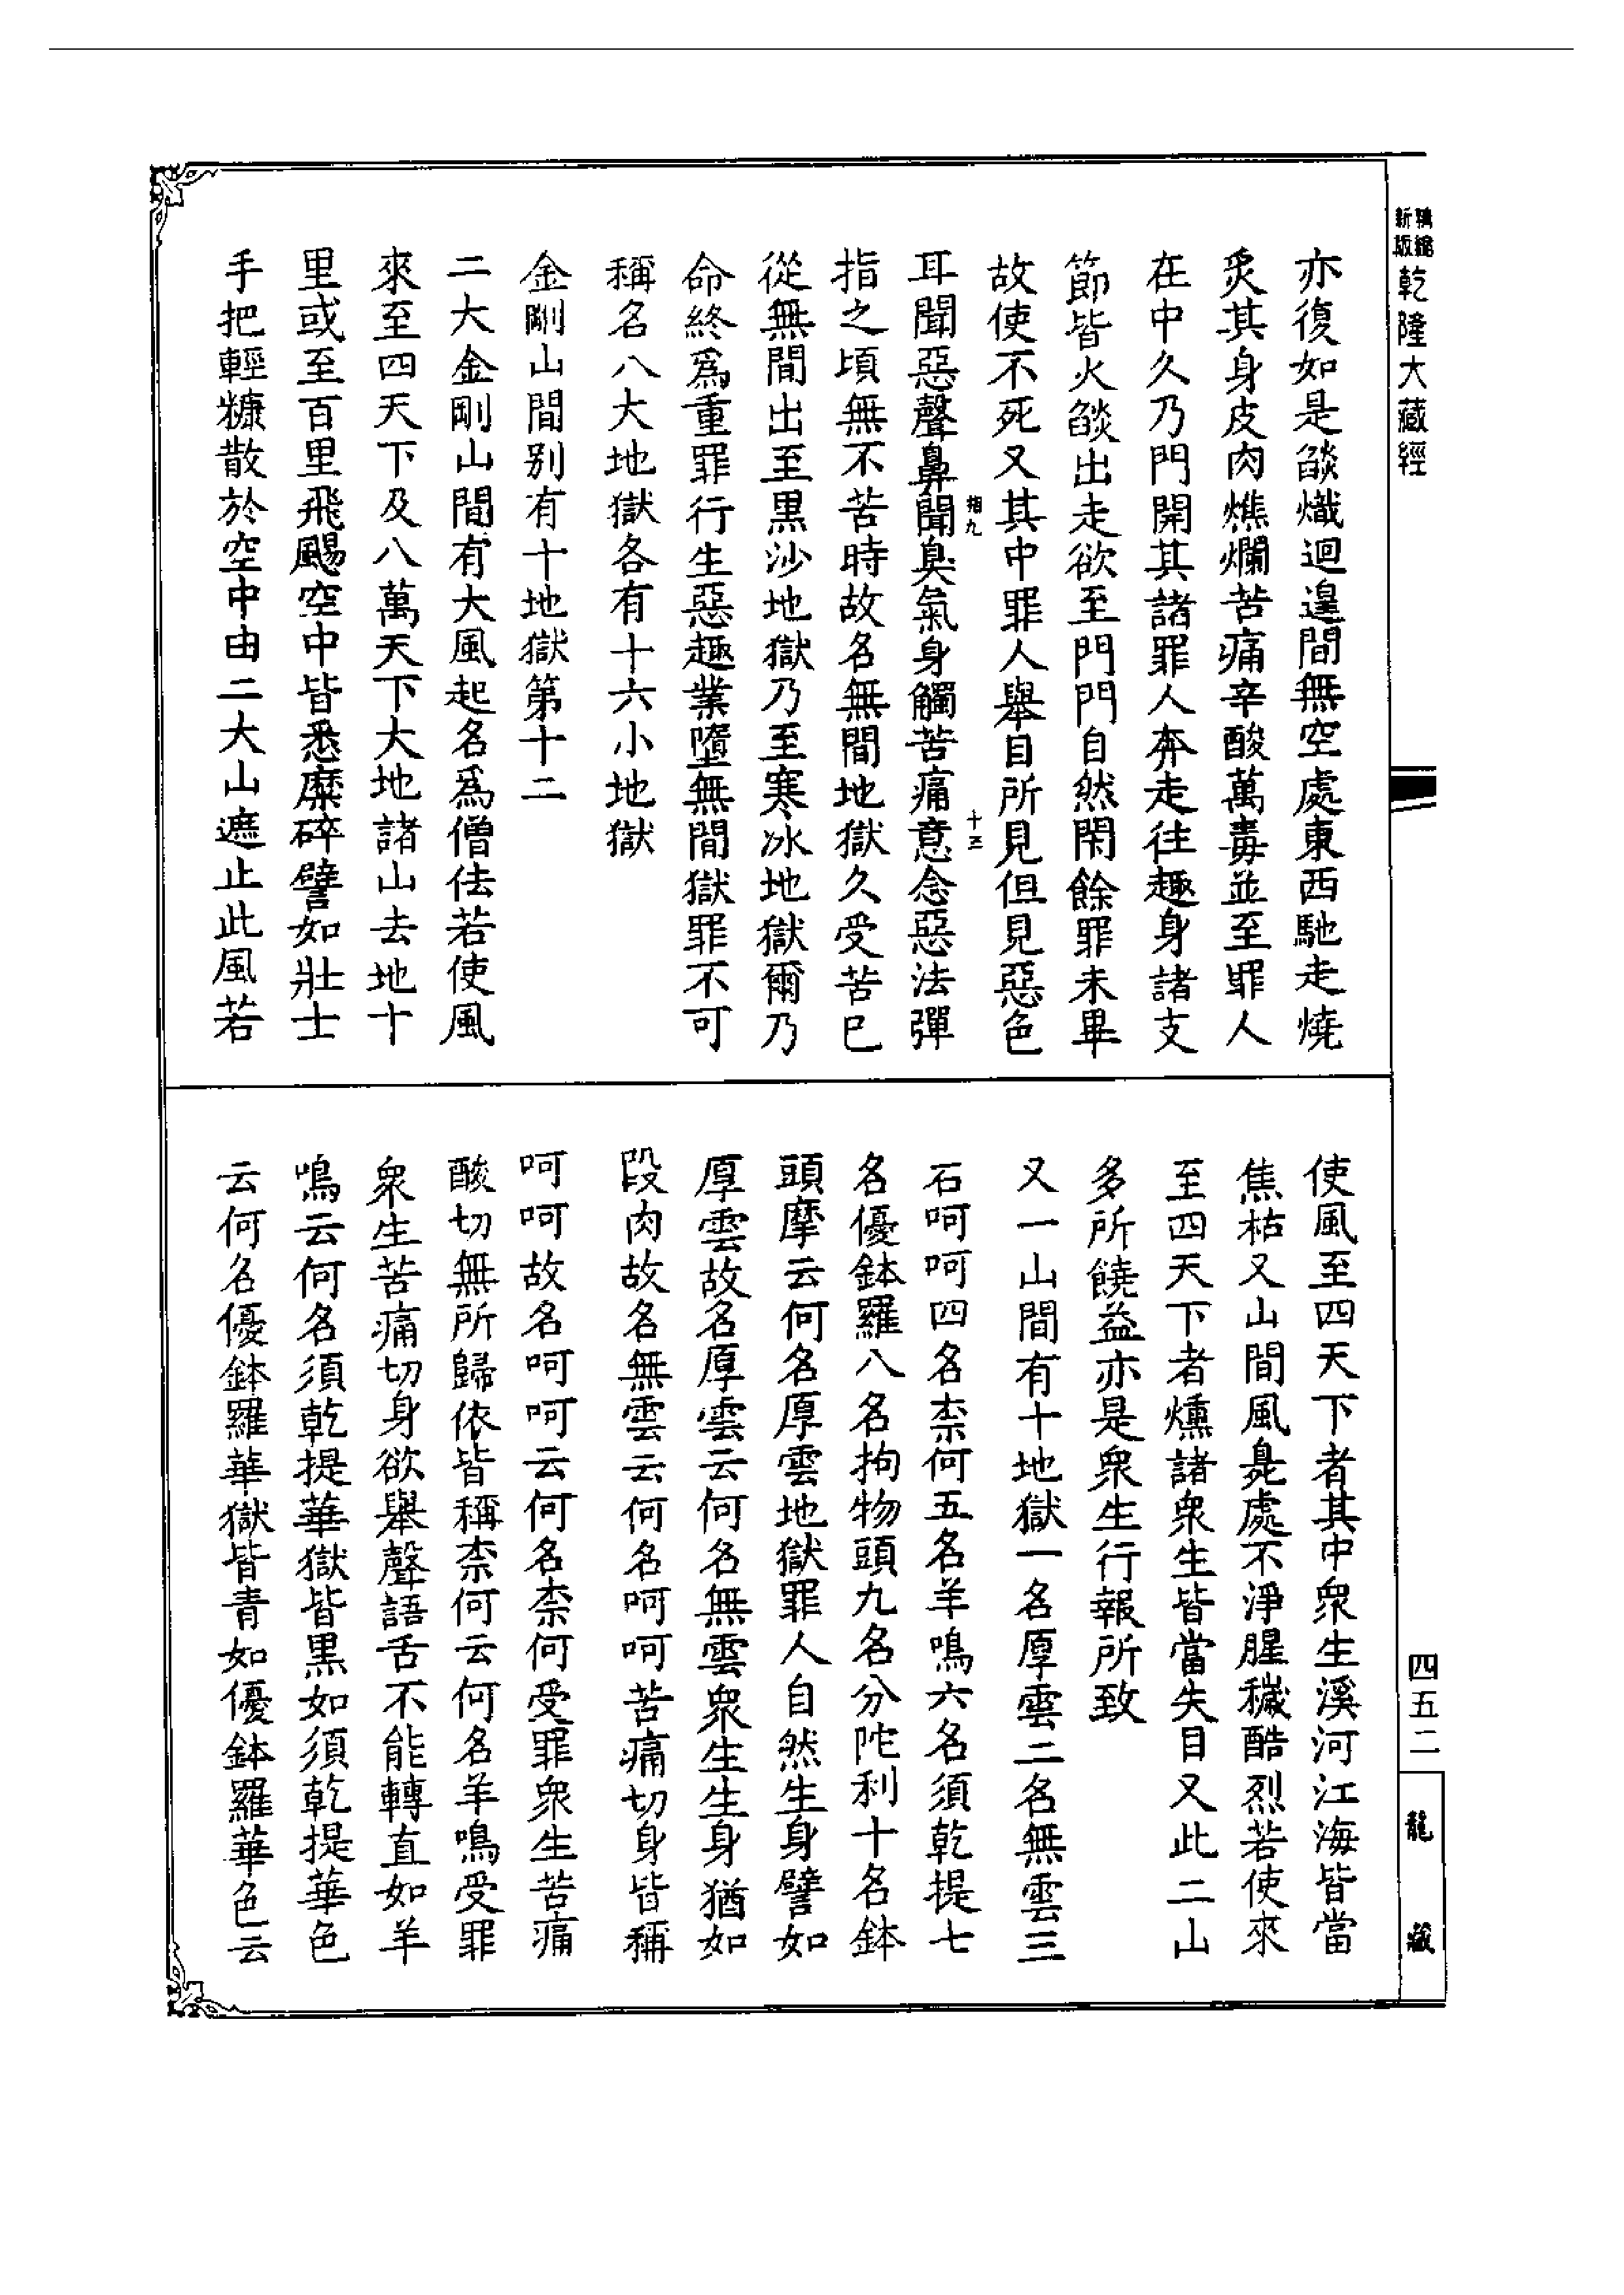 新編縮版乾隆大藏經
亦復如是燄熾迴遑間無空處東西馳走燒
炙其身皮肉燋爛苦痛辛酸萬毒並至罪人
在中久乃門開其諸罪人奔走往趣身諸支
節皆火燄出走欲至門門自然閉餘罪未畢
故使不死又其中罪人舉目所見但見惡色
指九 十三
耳聞惡聲鼻聞臭氣身觸苦痛意念惡法彈
指之頃無不苦時故名無間地獄久受苦巳
從無間出至黑沙地獄乃至寒冰地獄爾乃
命終爲重罪行生惡趣業墮無間獄罪不可
稱名八大地獄各有十六小地獄
金剛山間别有十地獄第十二
二大金剛山間有大風起名爲僧佉若使風
來至四天下及八萬天下大地諸山去地十
里或至百里飛颺空中皆悉糜碎譬如壯士
手把輕糠散於空中由二大山遮止此風若
使風至四天下者其中衆生溪河江海皆當
焦枯又山間風臭處不淨腥穢酷烈若使來
至四天下者燻諸衆生皆當失目又此二山
多所饒益亦是衆生行報所致
又一山間有十地獄一名厚雲二名無雲三
石呵呵四名柰何五名羊鳴六名須乾提七
名優鉢羅八名拘物頭九名分陀利十名鉢
頭摩云何名厚雲地獄罪人自然生身譬如
厚雲故名厚雲云何名無雲衆生生身猶如
段肉故名無雲云何名呵呵苦痛切身皆稱
呵呵故名呵呵云何名柰何受罪衆生苦痛
酸切無所歸依皆稱柰何云何名羊鳴受罪
衆生苦痛切身欲舉聲語舌不能轉直如羊
鳴云何名須乾提華獄皆黑如須乾提華色
云何名優鉢羅華獄皆青如優鉢羅華色云
四五二
龍藏